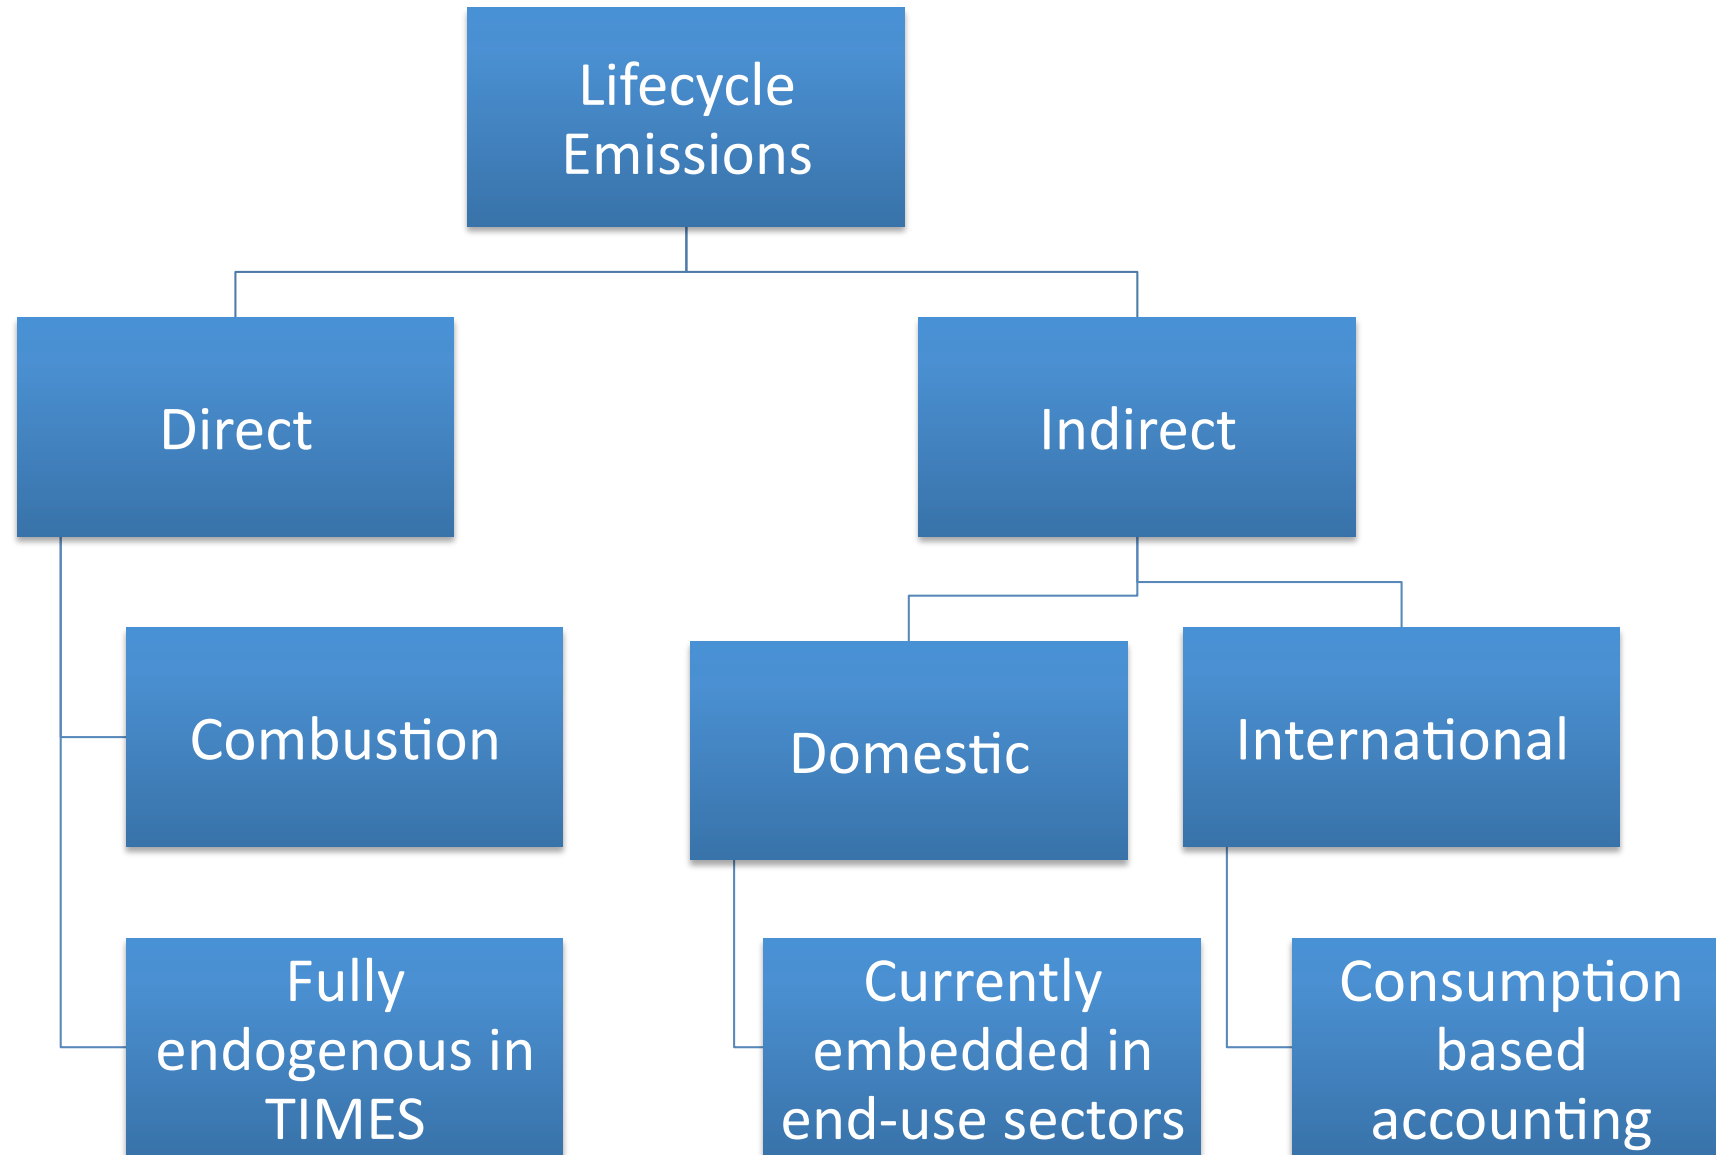 Lifecycle
Emissions
Direct
Indirect
Combustion
Domestic
International
Fully
endogenous in
TIMES
Currently
embedded in
end-use sectors
Consumption
based
accounting